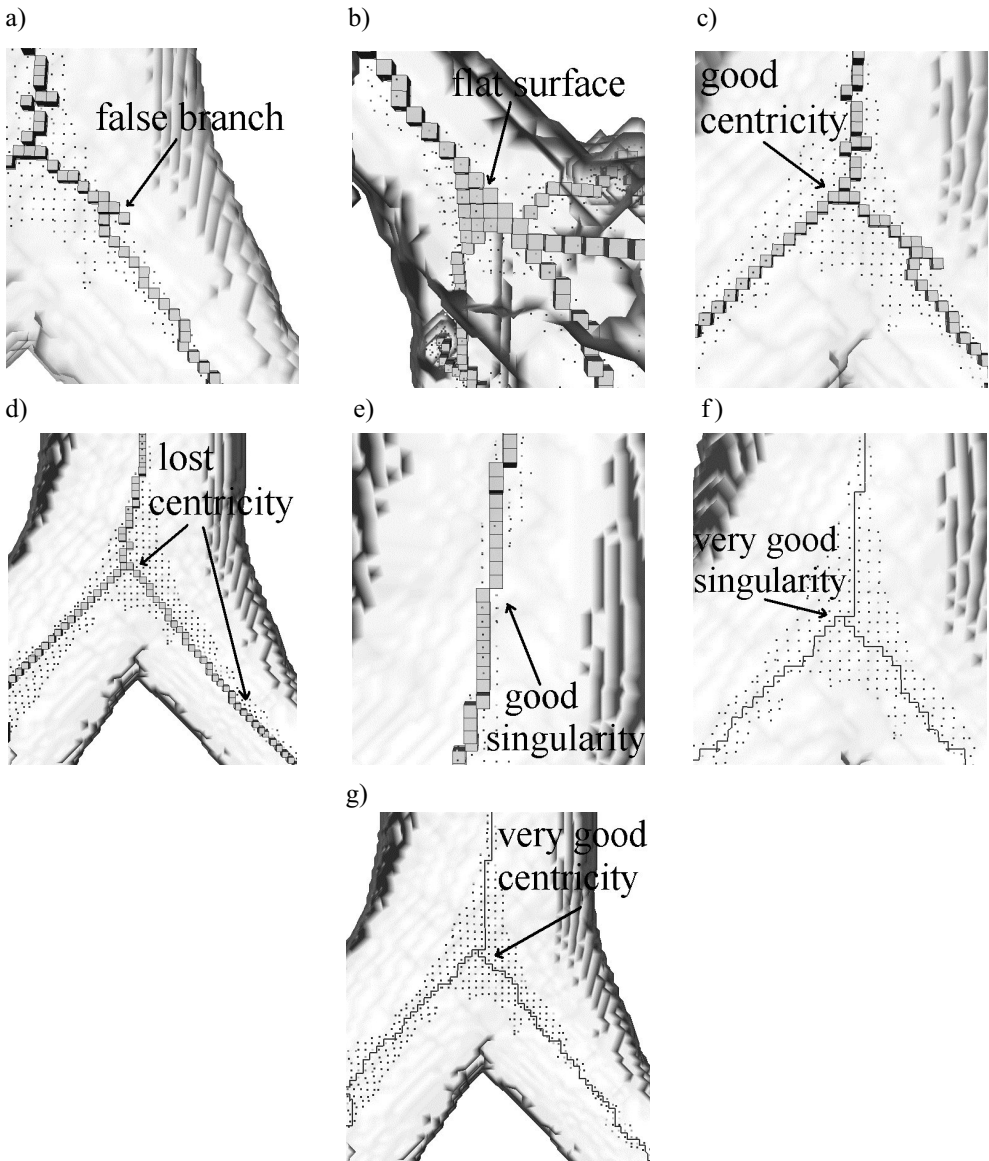 a)
false branch
b)
flat surface
c)
good
centricity
d)
lost
centricity
e)
good
singularity
f)
very good
singularity
g)
very good
centricity